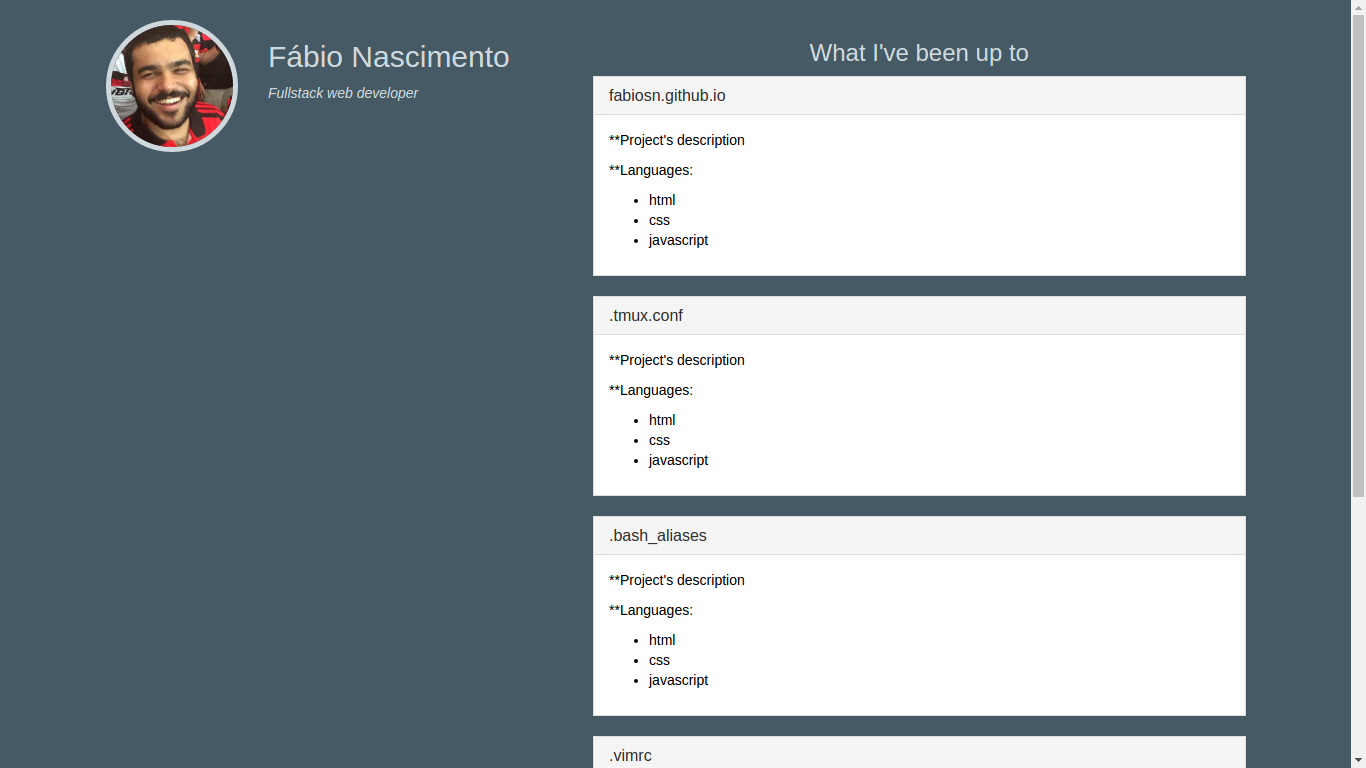 Fábio Nascimento
Fullstack web developer
What I've been up to
fabiosn.github.io
**Project's description
**Languages:
html
css
javascript
.tmux.conf
**Project's description
**Languages:
html
css
javascript
.bash_aliases
**Project's description
**Languages:
html
css
javascript
.vimrc